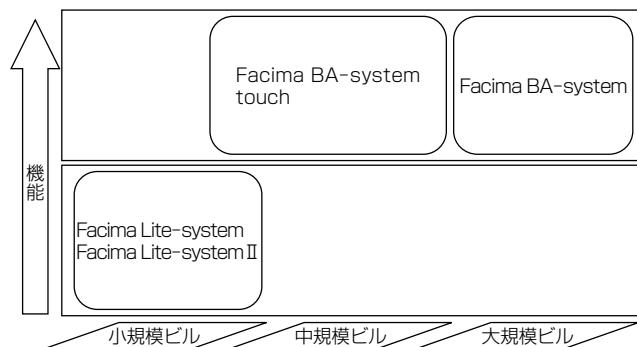 Facima BA-system
touch
Facima BA-system
機能
Facima Lite-system
Facima Lite-systemⅡ
小規模ビル
中規模ビル
大規模ビル